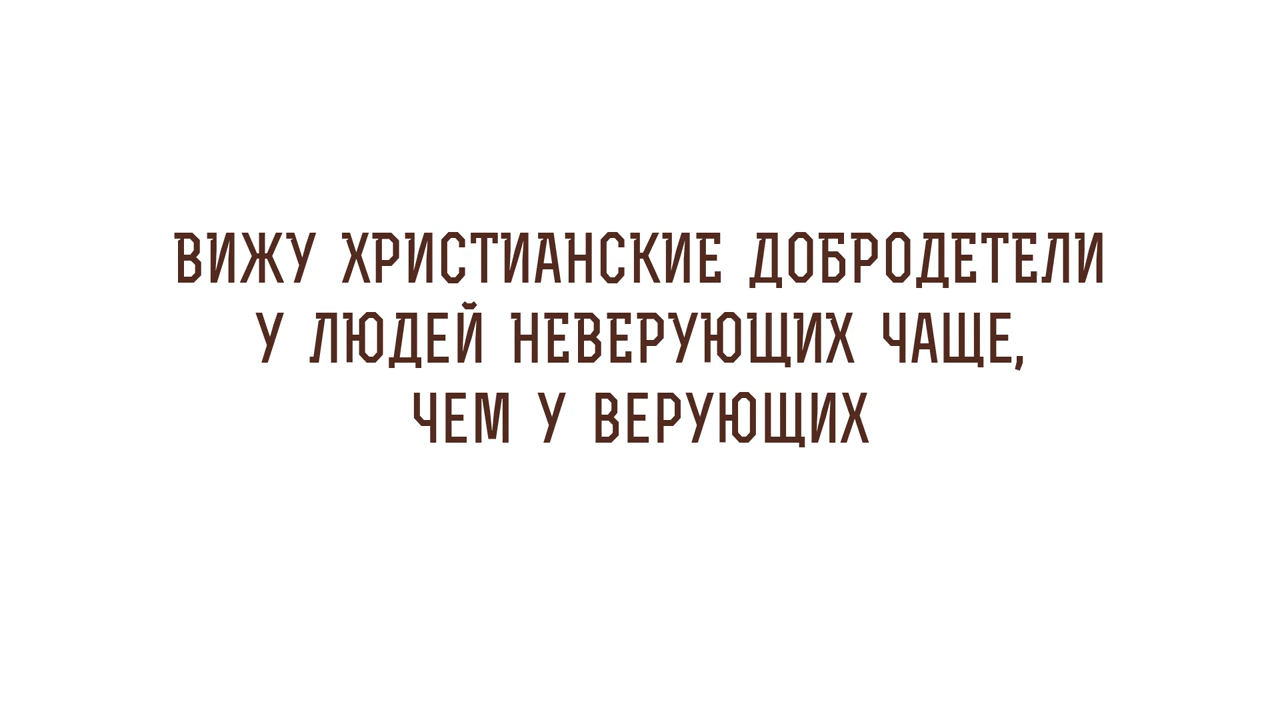 ВИЖУ ХРИСТИАНСКИЕ ДОБРОДЕТЕЛИ
У ЛЮДЕЙ НЕВЕРУЮЩИХ ЧАЩЕ,
ЧЕМ У ВЕРУЮЩИХ